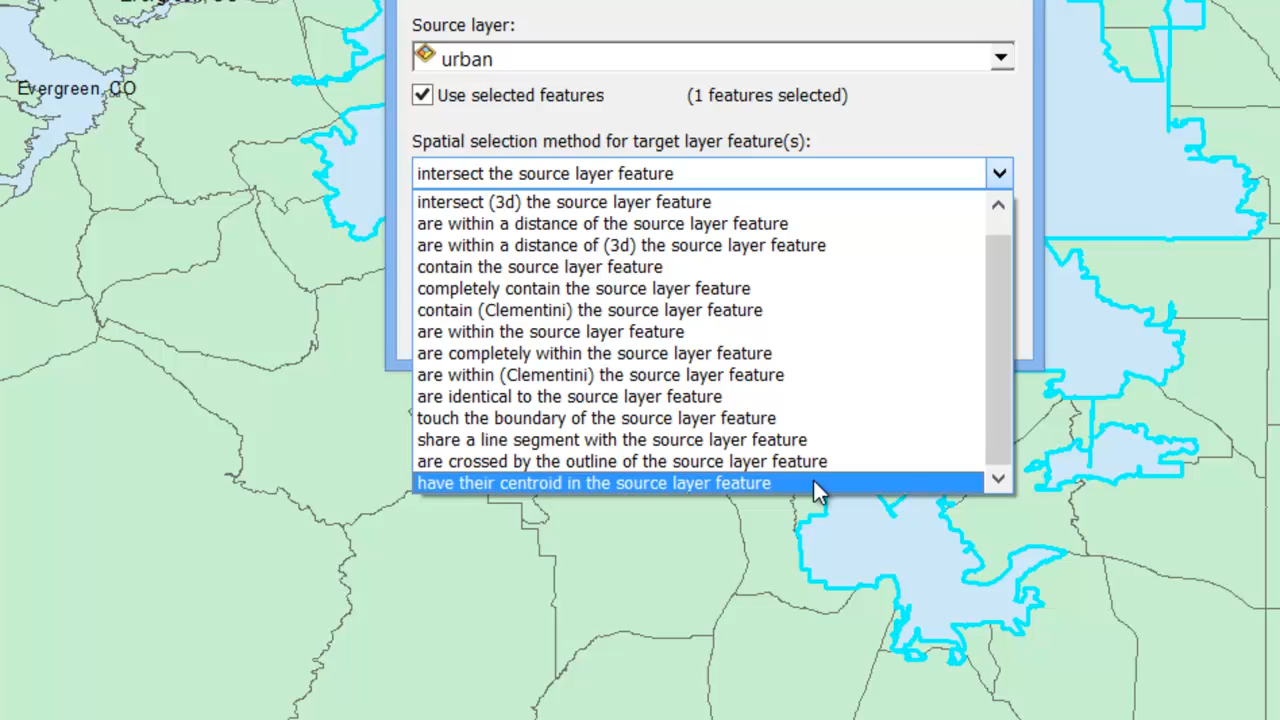 Source layer:
urban
Evergreen, CO
Use selected features (1 features selected)
Spatial selection method for target layer feature(s):
intersect the source layer feature
intersect (3d) the source layer feature
are within a distance of the source layer feature
are within a distance of (3d) the source layer feature
contain the source layer feature
completely contain the source layer feature
contain (Clementini) the source layer feature
are within the source layer feature
are completely within the source layer feature
are within (Clementini) the source layer feature
are identical to the source layer feature
touch the boundary of the source layer feature
share a line segment with the source layer feature
are crossed by the outline of the source layer feature
have their centroid in the source layer feature